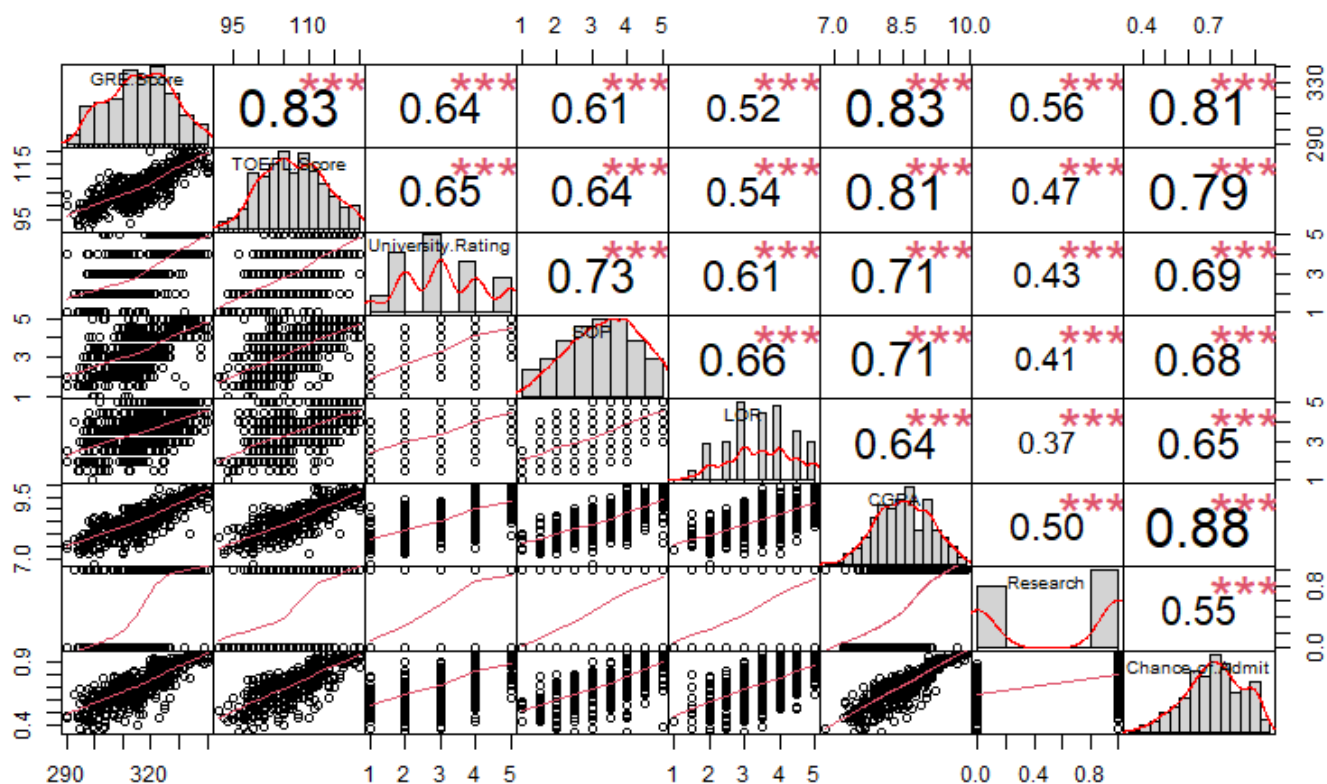 95 110 1 2 3 4 5 7.0 8.5 10.0 0.4 0.7
GRE.Score 0.83 *** 0.64 *** 0.61 *** 0.52 *** 0.83 *** 0.56 *** 0.81 *** 290 330
95 115 TOEFL.Score 0.65 *** 0.64 *** 0.54 *** 0.81 *** 0.47 *** 0.79 ***
University.Rating 0.73 *** 0.61 *** 0.71 *** 0.43 *** 0.69 *** 1 3 5
1 3 5 SOP 0.66 *** 0.71 *** 0.41 *** 0.68 ***
LOR 0.64 *** 0.37 *** 0.65 *** 1 3 5
7.0 9.5 CGPA 0.50 *** 0.88 ***
Research 0.55 *** 0.0 0.8
0.4 0.9 Chance.of.Admit
290 320 1 2 3 4 5 1 2 3 4 5 0.0 0.4 0.8